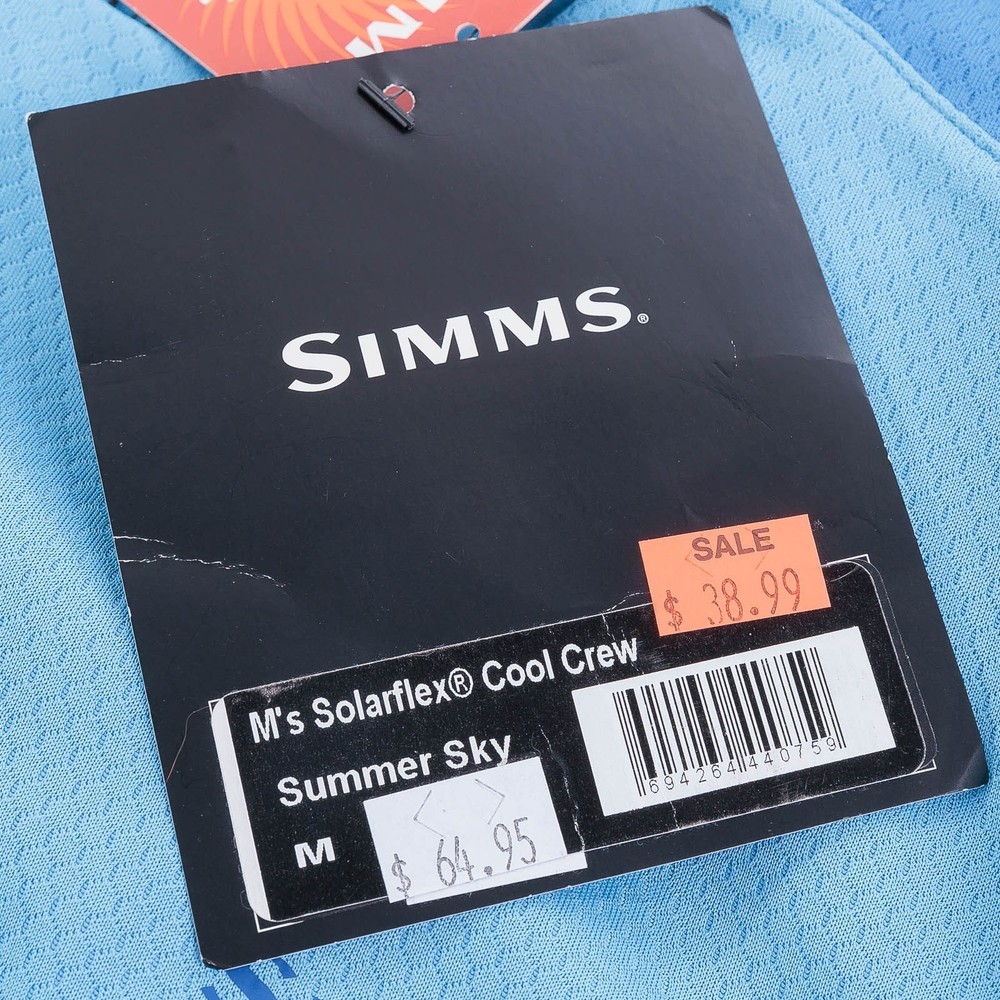 SIMMS®
SALE
$ 38.99
M's Solarflex® Cool Crew
Summer Sky
M
$ 64.95
694264440759